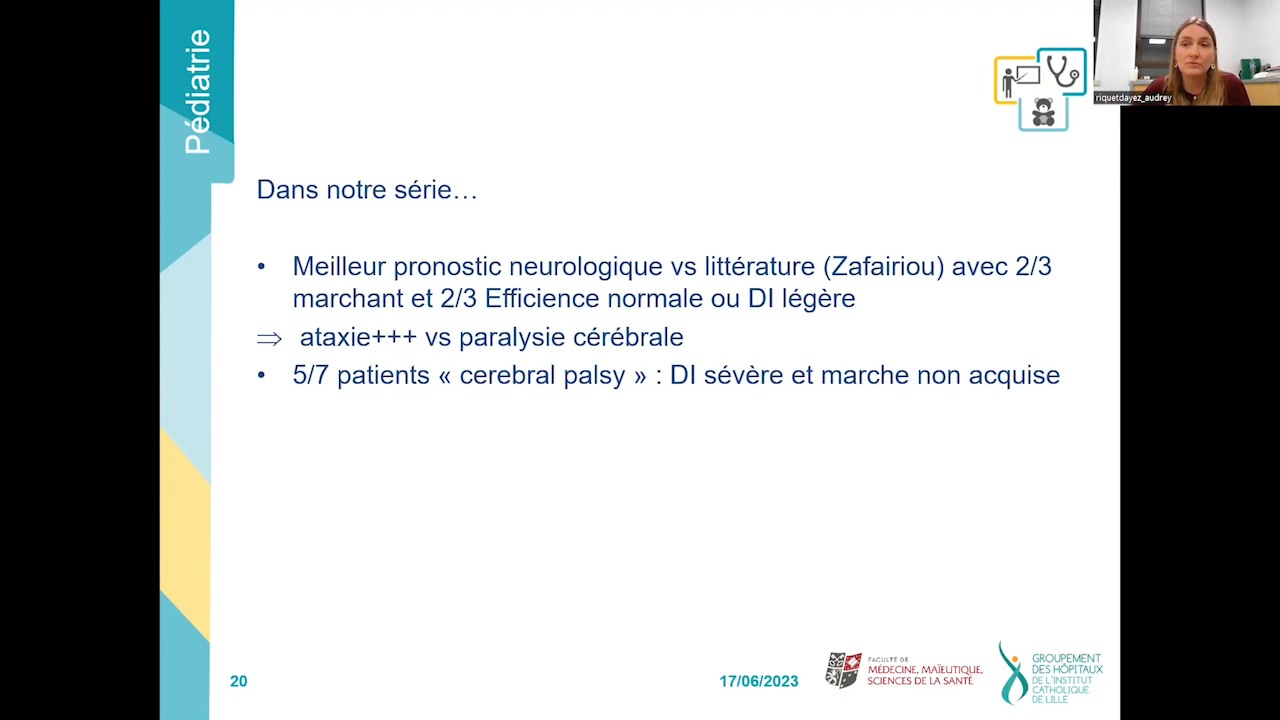 Pédiatrie
riquetdayez_audrey
Dans notre série…
• Meilleur pronostic neurologique vs littérature (Zafairiou) avec 2/3
marchant et 2/3 Efficience normale ou DI légère
⇒ ataxie+++ vs paralysie cérébrale
• 5/7 patients « cerebral palsy » : DI sévère et marche non acquise
20
17/06/2023
FACULTÉ DE
MÉDECINE, MAÏEUTIQUE,
SCIENCES DE LA SANTÉ
GROUPEMENT
DES HÔPITAUX
DE L'INSTITUT
CATHOLIQUE
DE LILLE